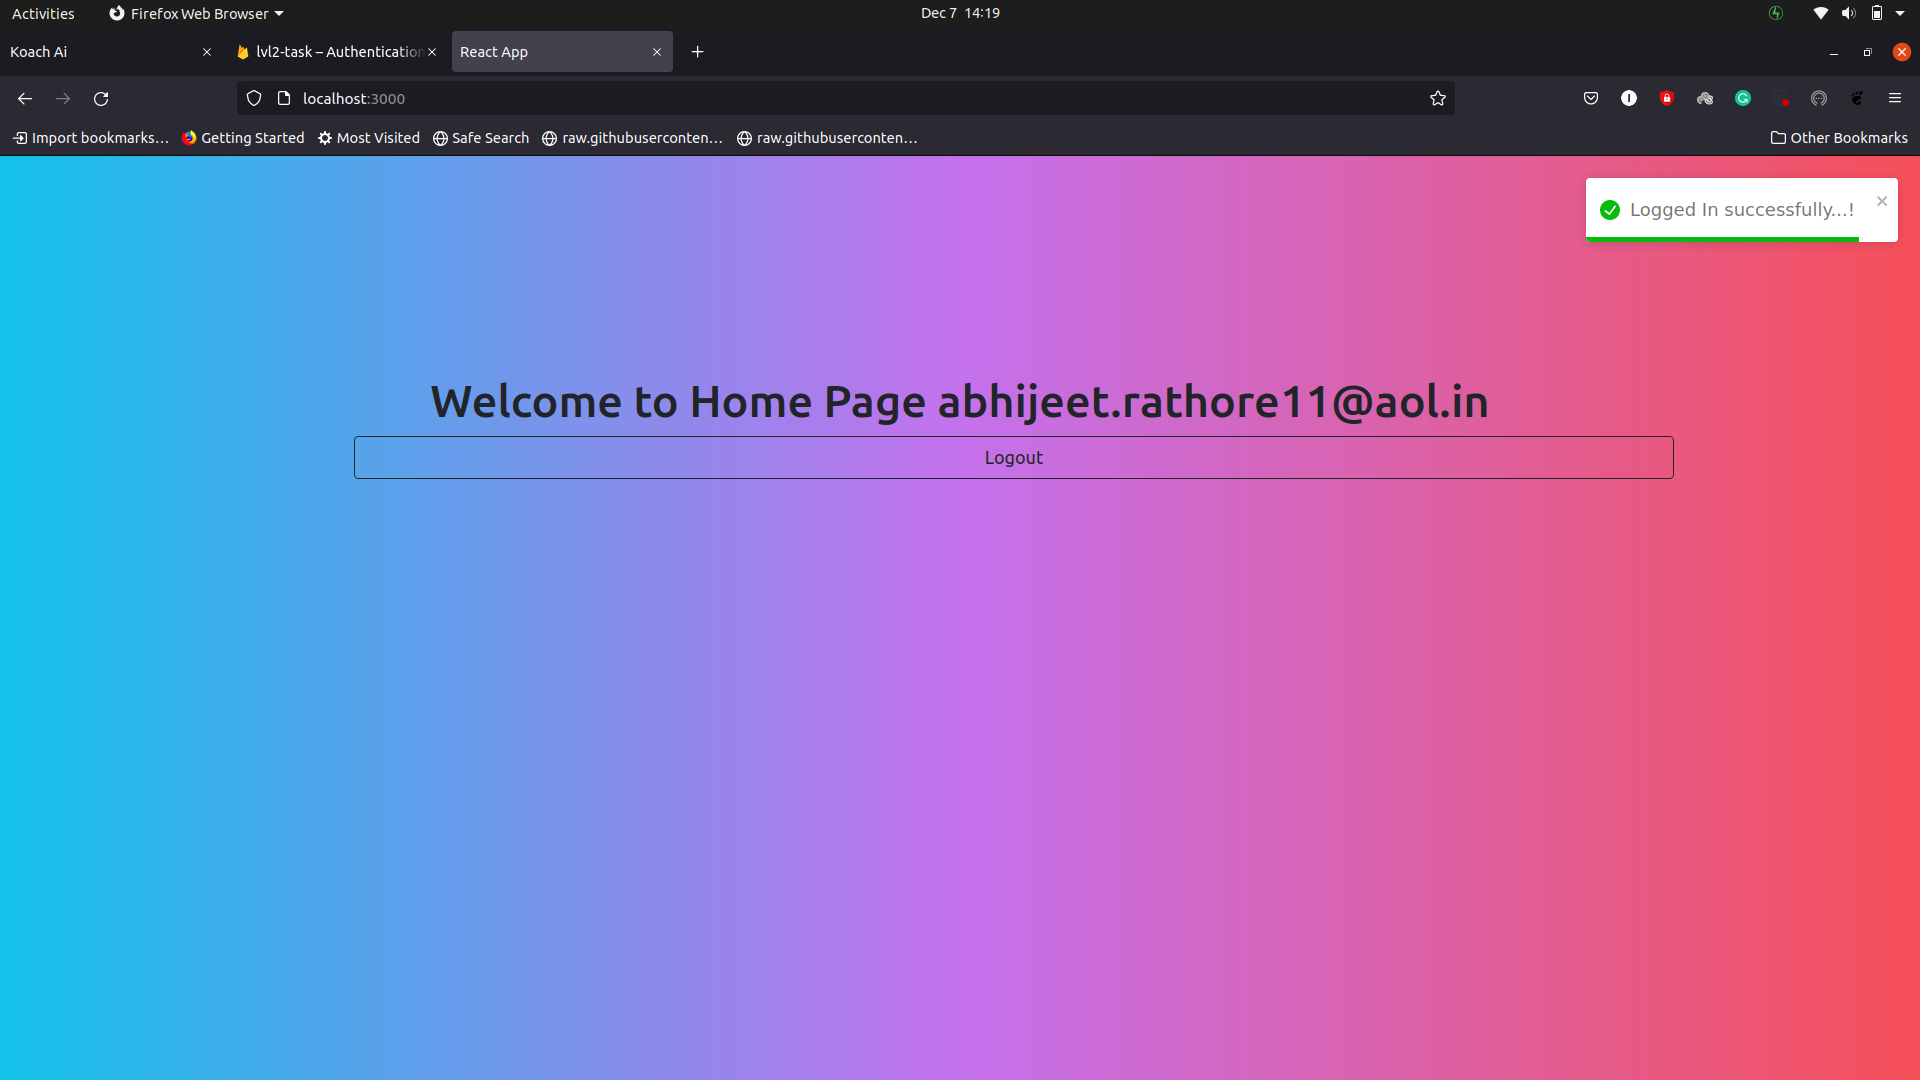 Activities
Firefox Web Browser
Dec 7 14:19
Koach Ai
lvl2-task – Authentication
React App
localhost:3000
Import bookmarks...
Getting Started
Most Visited
Safe Search
raw.githubuserconten...
raw.githubuserconten...
Other Bookmarks
Logged In successfully...!
Welcome to Home Page abhijeet.rathore11@aol.in
Logout